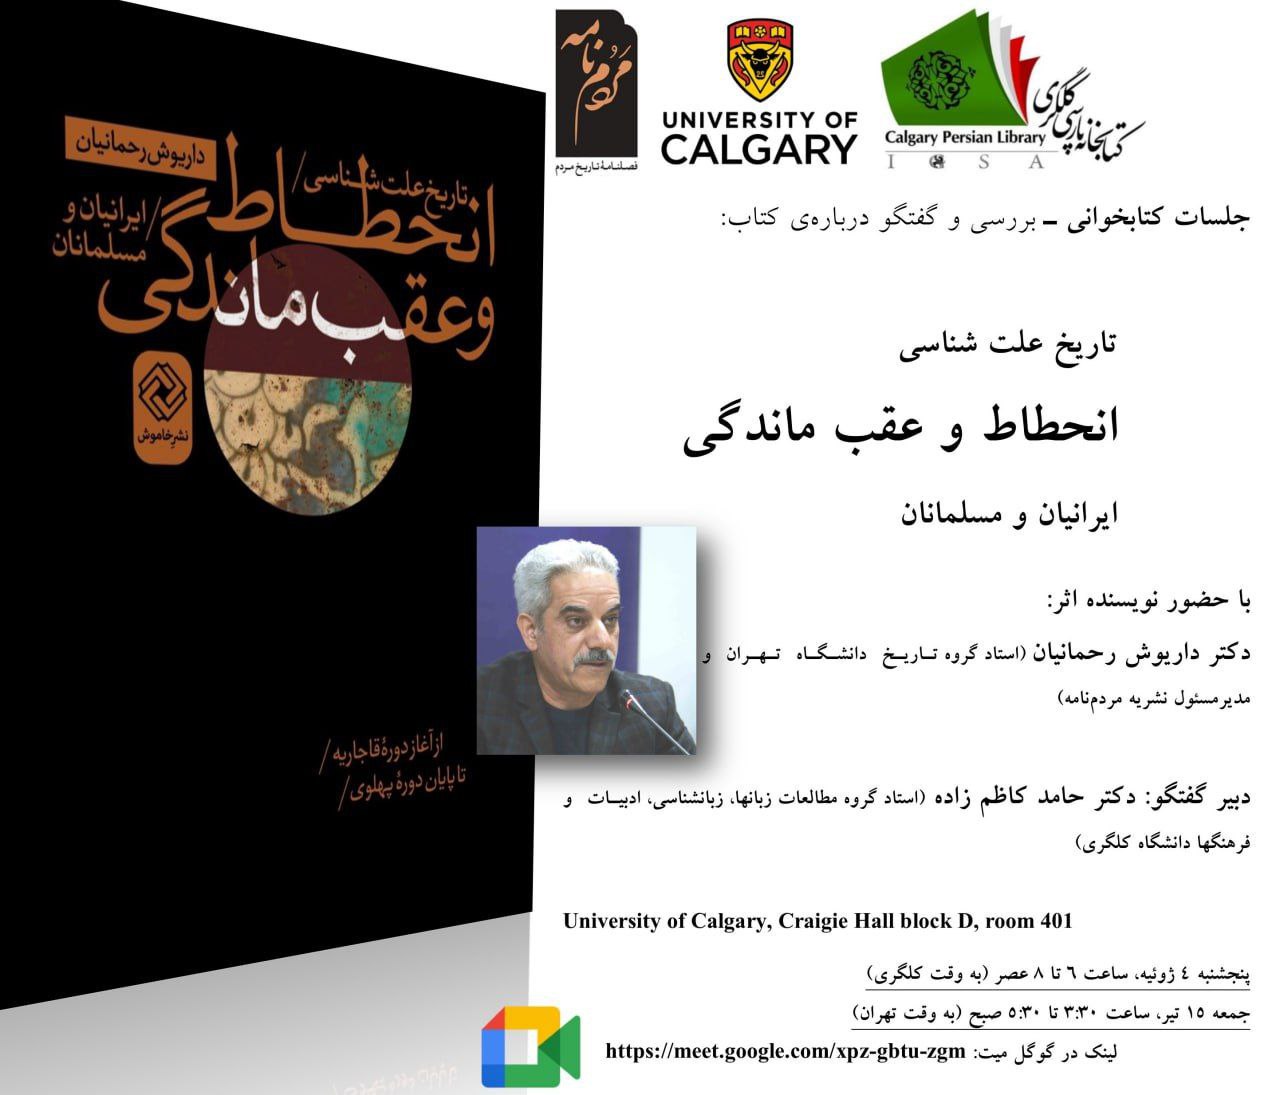 مردم نامه
فصلنامهٔ تاریخ مردم
UNIVERSITY OF
CALGARY
Calgary Persian Library
I C S A
کتابخانه پارسی کلگری
جلسات کتابخوانی – بررسی و گفتگو درباره‌ی کتاب:
تاریخ علت شناسی
انحطاط و عقب ماندگی
ایرانیان و مسلمانان
با حضور نویسنده اثر:
دکتر داریوش رحمانیان (استاد گروه تاریخ دانشگاه تهران و
مدیرمسئول نشریه مردم‌نامه)
دبیر گفتگو: دکتر حامد کاظم زاده (استاد گروه مطالعات زبانها، زبانشناسی، ادبیات و
فرهنگها دانشگاه کلگری)
University of Calgary, Craigie Hall block D, room 401
پنجشنبه ٤ ژوئیه، ساعت ٦ تا ٨ عصر (به وقت کلگری)
جمعه ١٥ تیر، ساعت ٣:٣٠ تا ٥:٣٠ صبح (به وقت تهران)
لینک در گوگل میت: https://meet.google.com/xpz-gbtu-zgm
داریوش رحمانیان
تاریخ علت‌شناسی/
انحطاط
و عقب‌ماندگی
/ایرانیان و
مسلمانان
نشر خاموش
از آغاز دورهٔ قاجاریه/
تا پایان دورهٔ پهلوی/